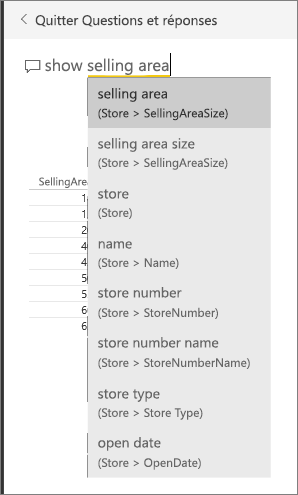 Quitter Questions et réponses
show selling area
selling area
(Store > SellingAreaSize)
selling area size
(Store > SellingAreaSize)
store
(Store)
name
(Store > Name)
store number
(Store > StoreNumber)
store number name
(Store > StoreNumberName)
store type
(Store > Store Type)
open date
(Store > OpenDate)
SellingArea
1
1
2
4
4
5
5
6
6